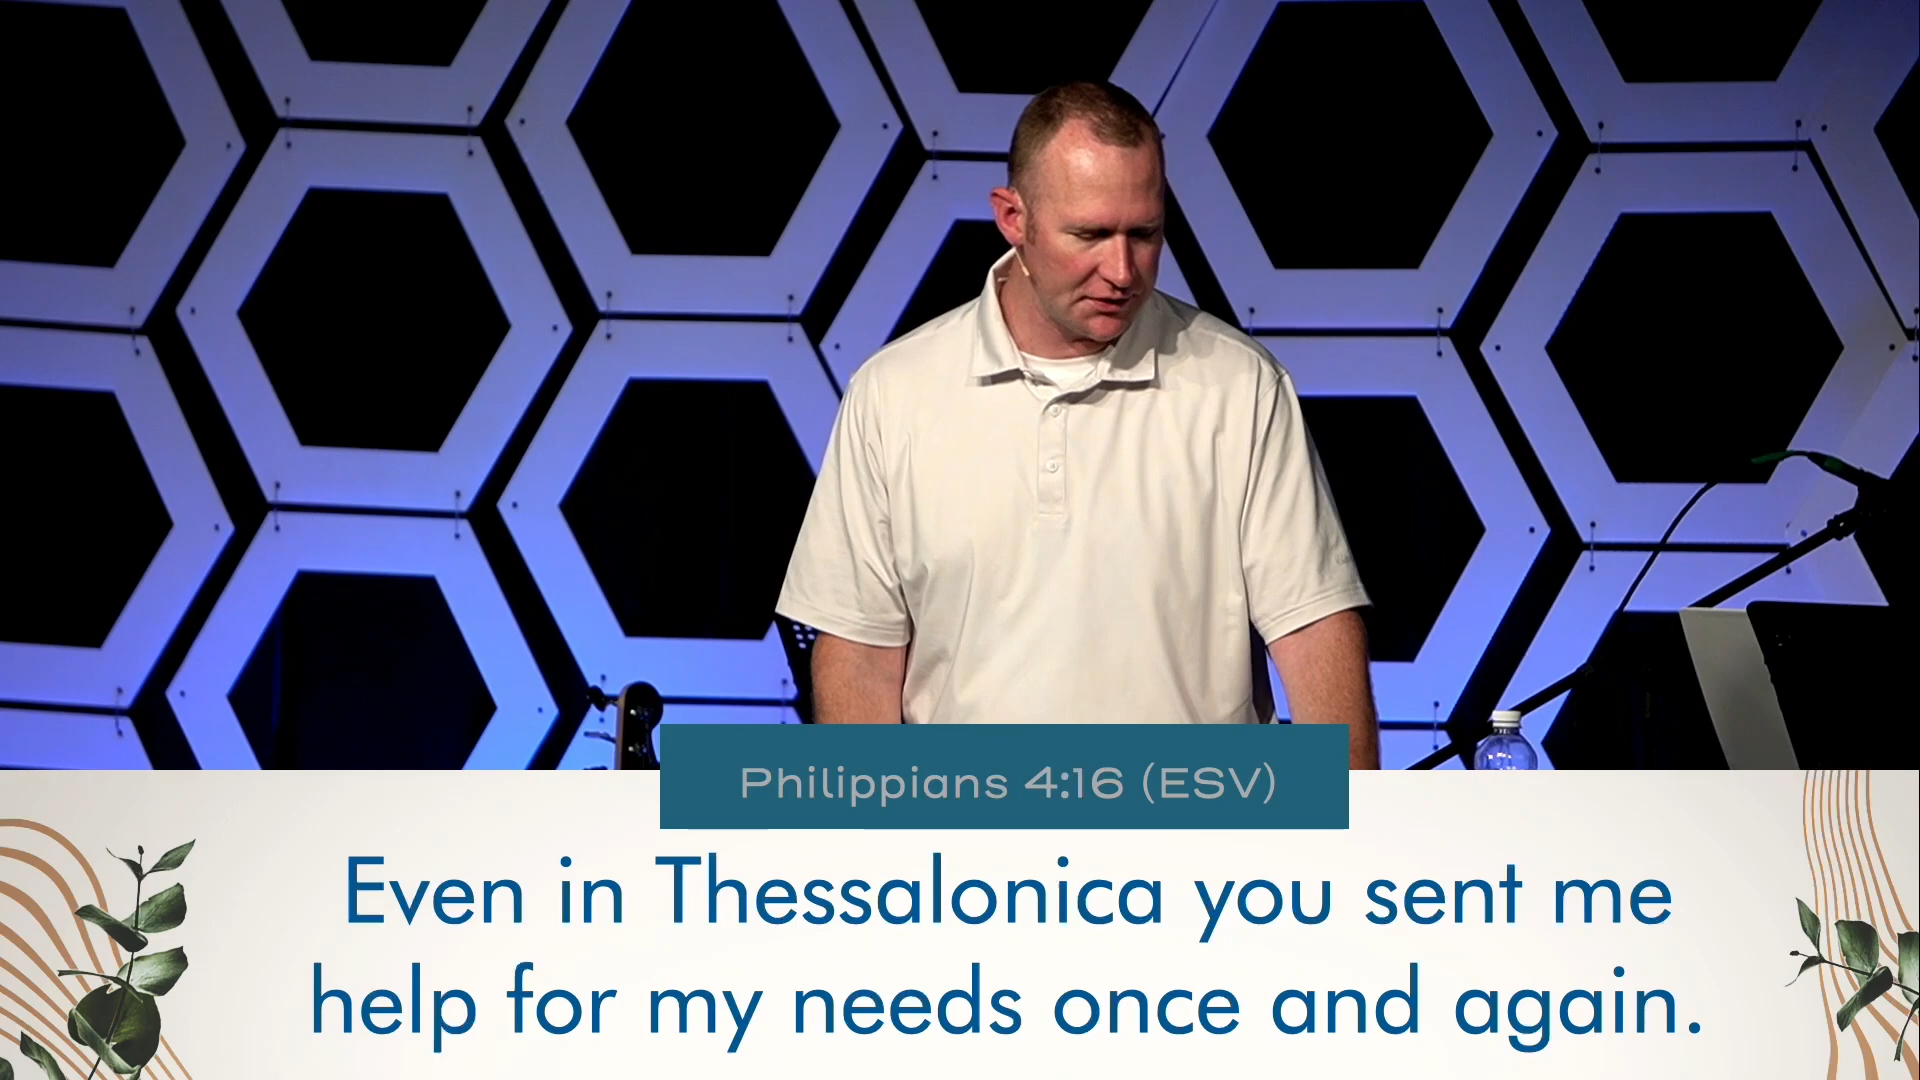 Philippians 4:16 (ESV)
Even in Thessalonica you sent me
help for my needs once and again.